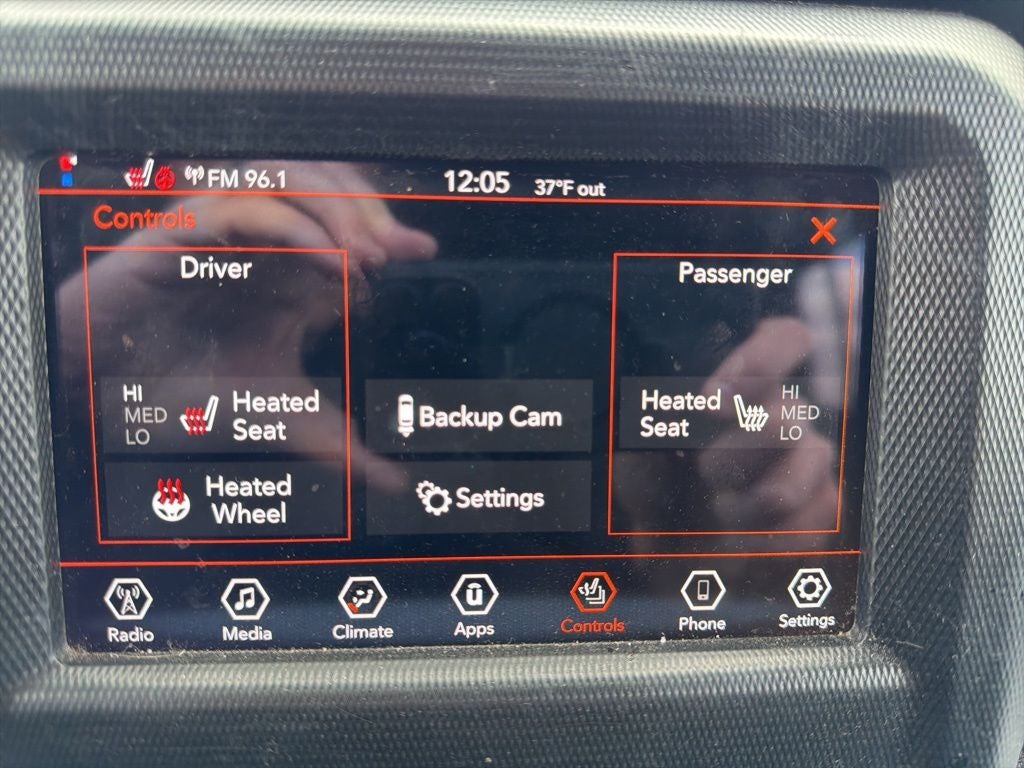 FM 96.1 12:05 37°F out
Controls
Driver
Passenger
HI
MED
LO
Heated
Seat
Backup Cam
Heated
Seat
HI
MED
LO
Heated
Wheel
Settings
Radio
Media
Climate
Apps
Controls
Phone
Settings